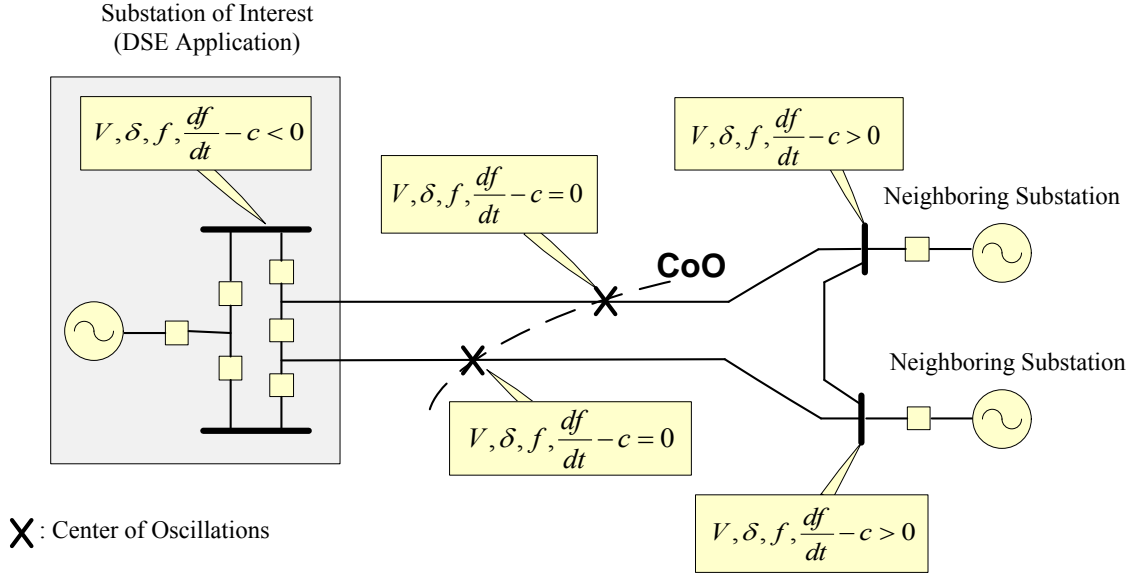 Substation of Interest
(DSE Application)
V, δ, f, df/dt − c < 0
V, δ, f, df/dt − c > 0
V, δ, f, df/dt − c = 0
Neighboring Substation
CoO
Neighboring Substation
V, δ, f, df/dt − c = 0
V, δ, f, df/dt − c > 0
X : Center of Oscillations